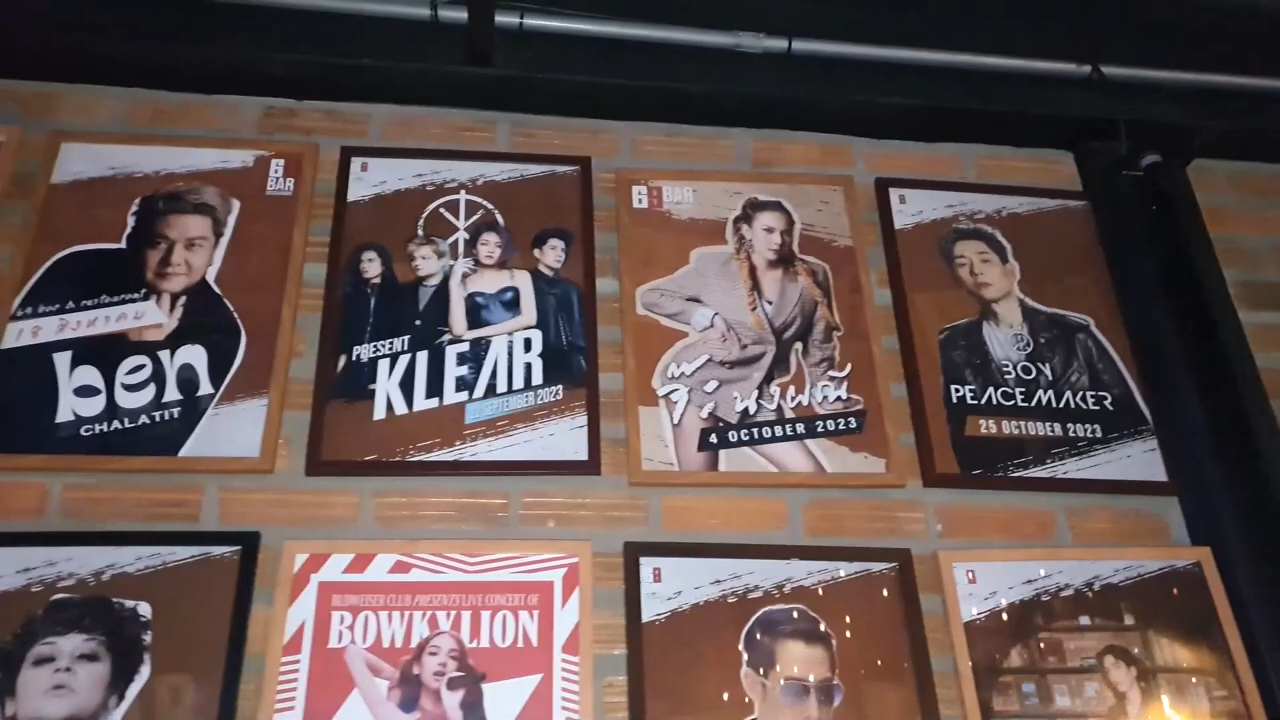 6
BAR
64 bar & restaurant
18 สิงหาคม
ben
CHALATIT
PRESENT
KLEAR
SEPTEMBER 2023
BAR
จ๊ะ นงผณี
4 OCTOBER 2023
BOY
PEACEMAKER
25 OCTOBER 2023
BUDWEISER CLUB PRESENTS LIVE CONCERT OF
BOWKYLION